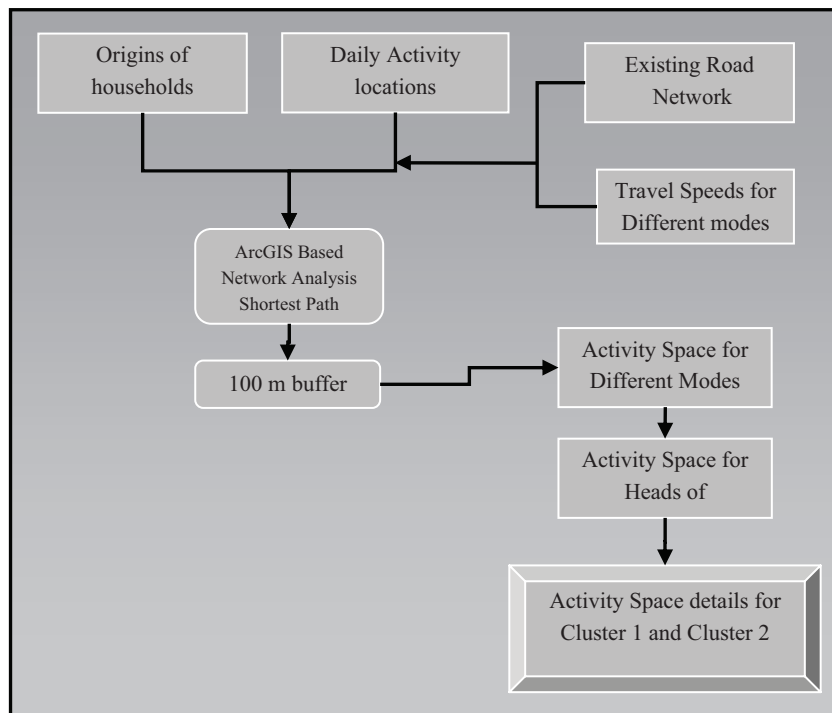 Origins of
households
Daily Activity
locations
Existing Road
Network
Travel Speeds for
Different modes
ArcGIS Based
Network Analysis
Shortest Path
100 m buffer
Activity Space for
Different Modes
Activity Space for
Heads of
Activity Space details for
Cluster 1 and Cluster 2